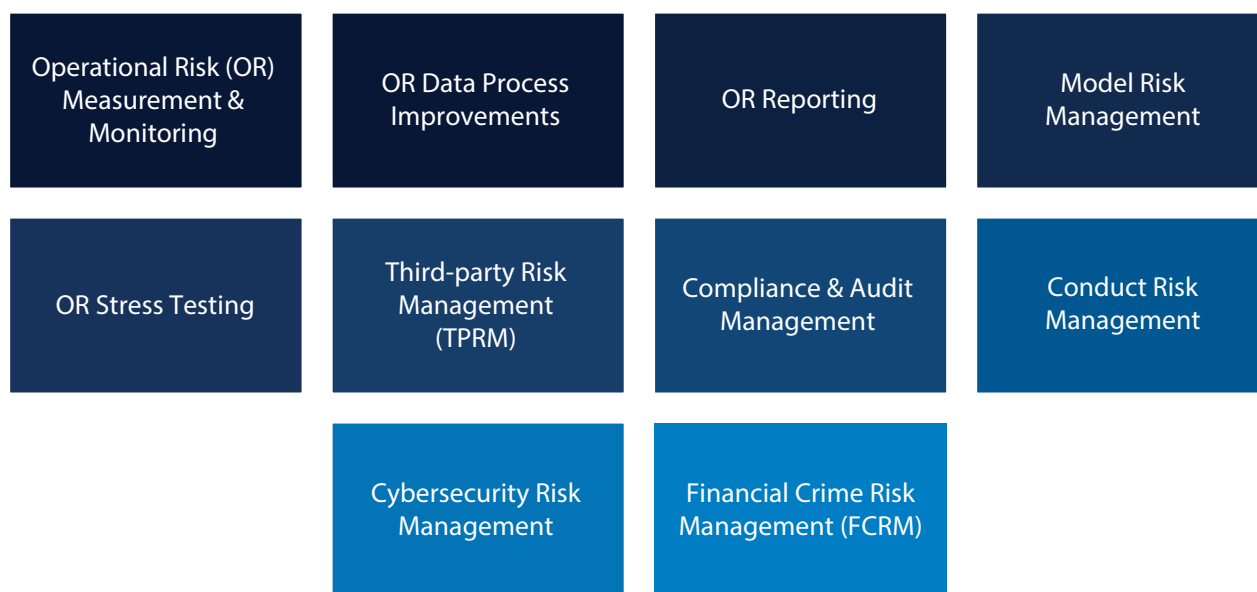 Operational Risk (OR)
Measurement &
Monitoring
OR Data Process
Improvements
OR Reporting
Model Risk
Management
OR Stress Testing
Third-party Risk
Management
(TPRM)
Compliance & Audit
Management
Conduct Risk
Management
Cybersecurity Risk
Management
Financial Crime Risk
Management (FCRM)